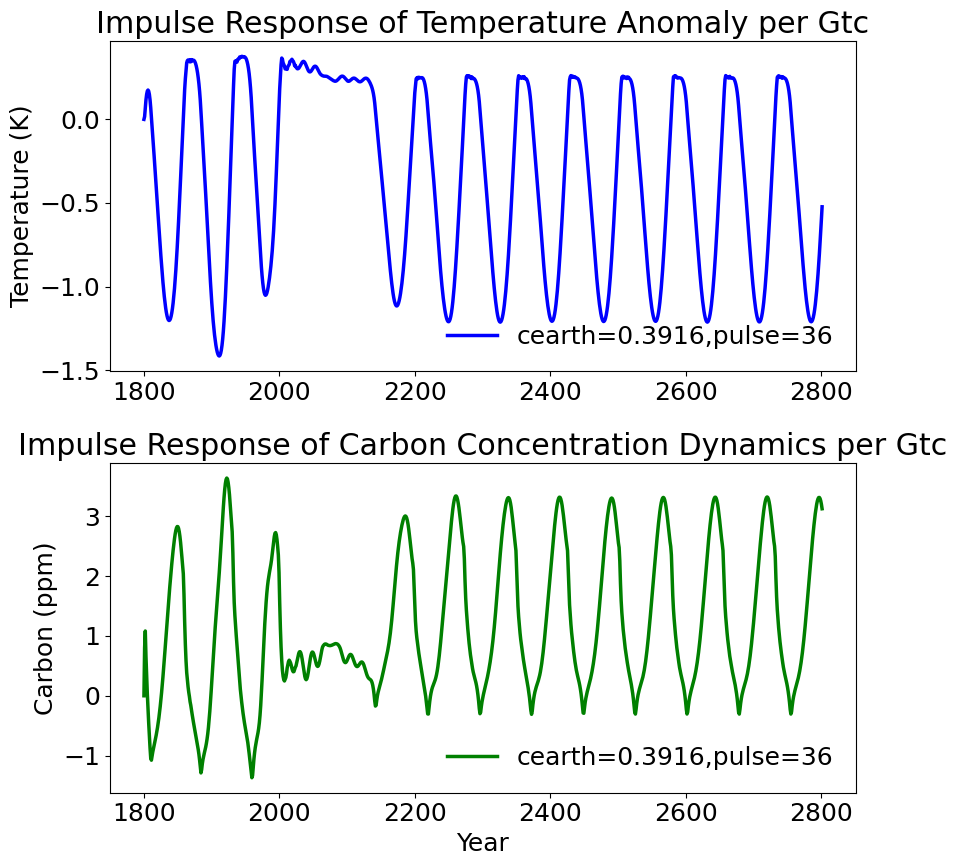 Impulse Response of Temperature Anomaly per Gtc
Temperature (K)
0.0
−0.5
−1.0
−1.5
cearth=0.3916,pulse=36
1800 2000 2200 2400 2600 2800
Impulse Response of Carbon Concentration Dynamics per Gtc
Carbon (ppm)
3
2
1
0
−1
cearth=0.3916,pulse=36
1800 2000 2200 2400 2600 2800
Year